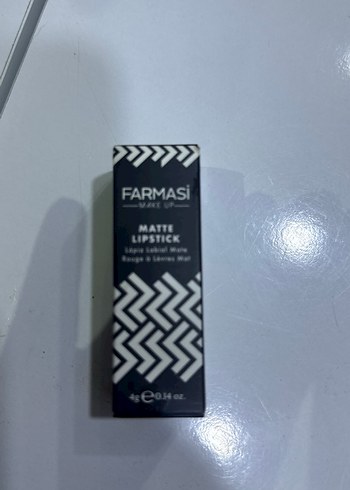 FARMASİ
MAKE UP
MATTE
LIPSTICK
Lápiz Labial Mate
Rouge à Lèvres Mat
4g ℮ 0.14 oz.